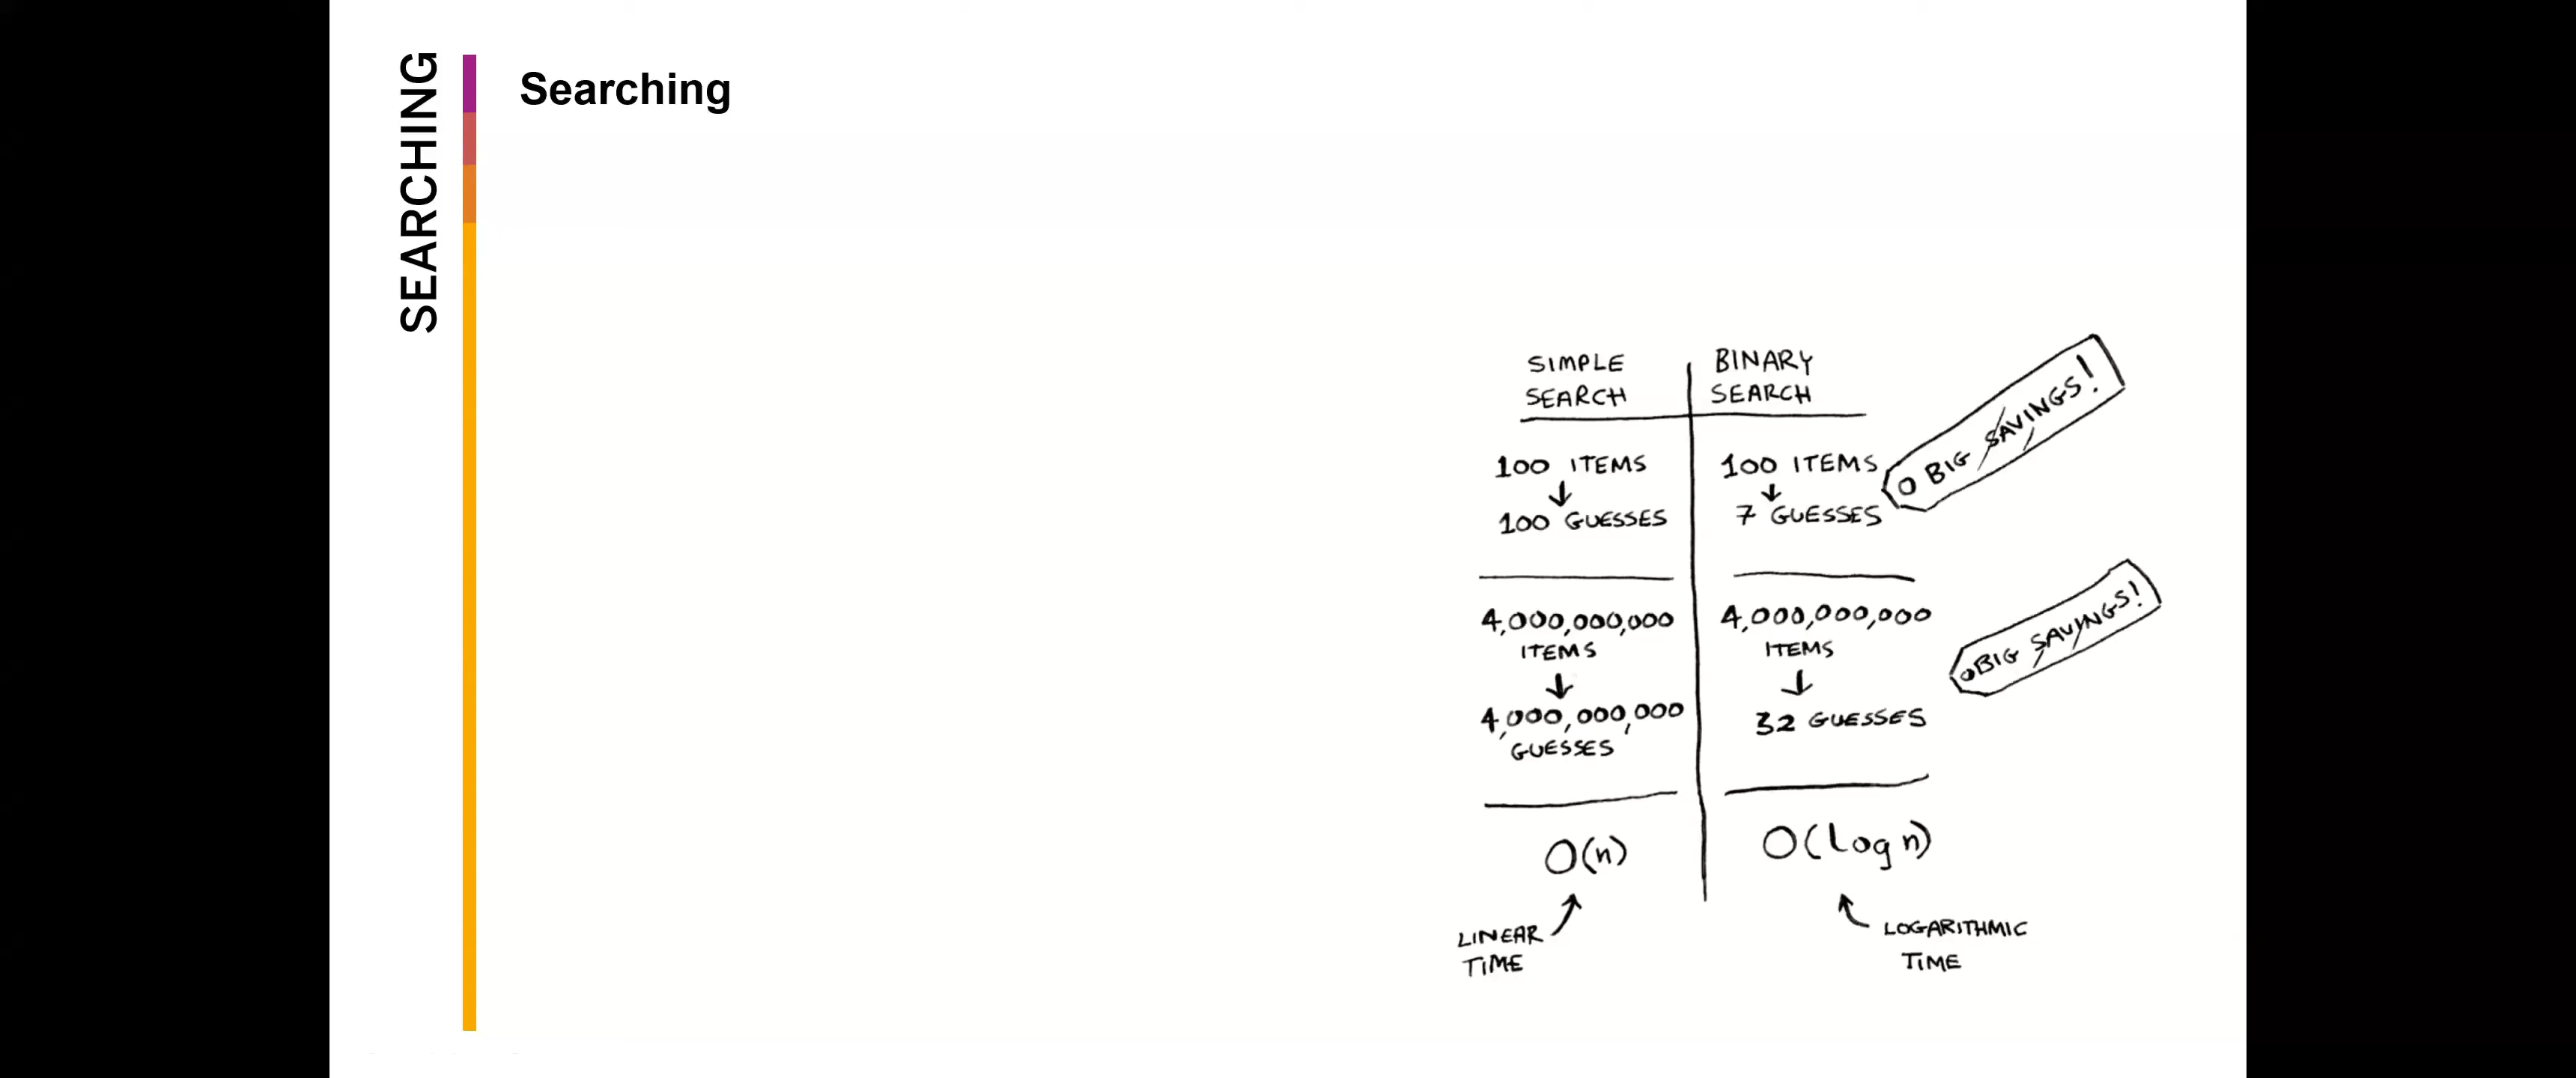 SEARCHING
Searching
SIMPLE
SEARCH
BINARY
SEARCH
100 ITEMS
100 GUESSES
100 ITEMS
7 GUESSES
BIG SAVINGS!
4,000,000,000
ITEMS
4,000,000,000
GUESSES
4,000,000,000
ITEMS
32 GUESSES
BIG SAVINGS!
O(n)
O(log n)
LINEAR
TIME
LOGARITHMIC
TIME